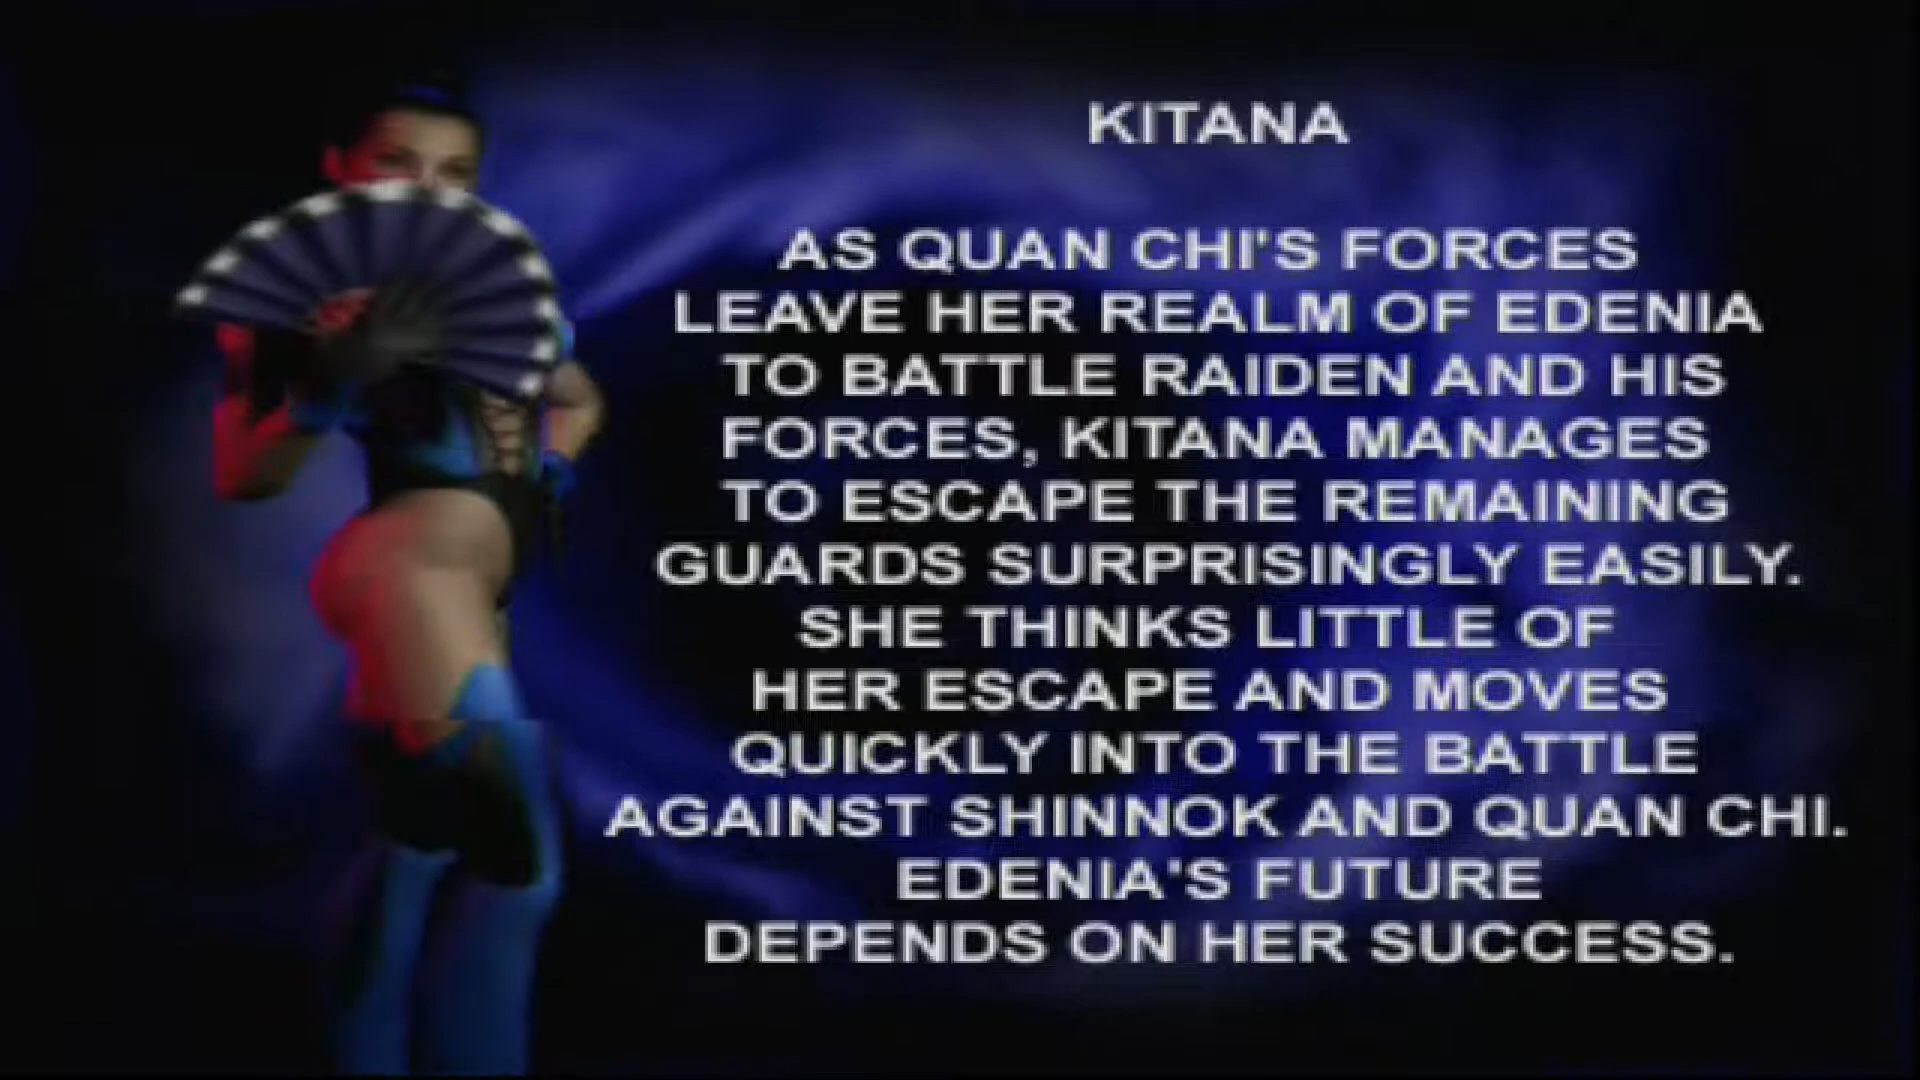 KITANA
AS QUAN CHI'S FORCES
LEAVE HER REALM OF EDENIA
TO BATTLE RAIDEN AND HIS
FORCES, KITANA MANAGES
TO ESCAPE THE REMAINING
GUARDS SURPRISINGLY EASILY.
SHE THINKS LITTLE OF
HER ESCAPE AND MOVES
QUICKLY INTO THE BATTLE
AGAINST SHINNOK AND QUAN CHI.
EDENIA'S FUTURE
DEPENDS ON HER SUCCESS.